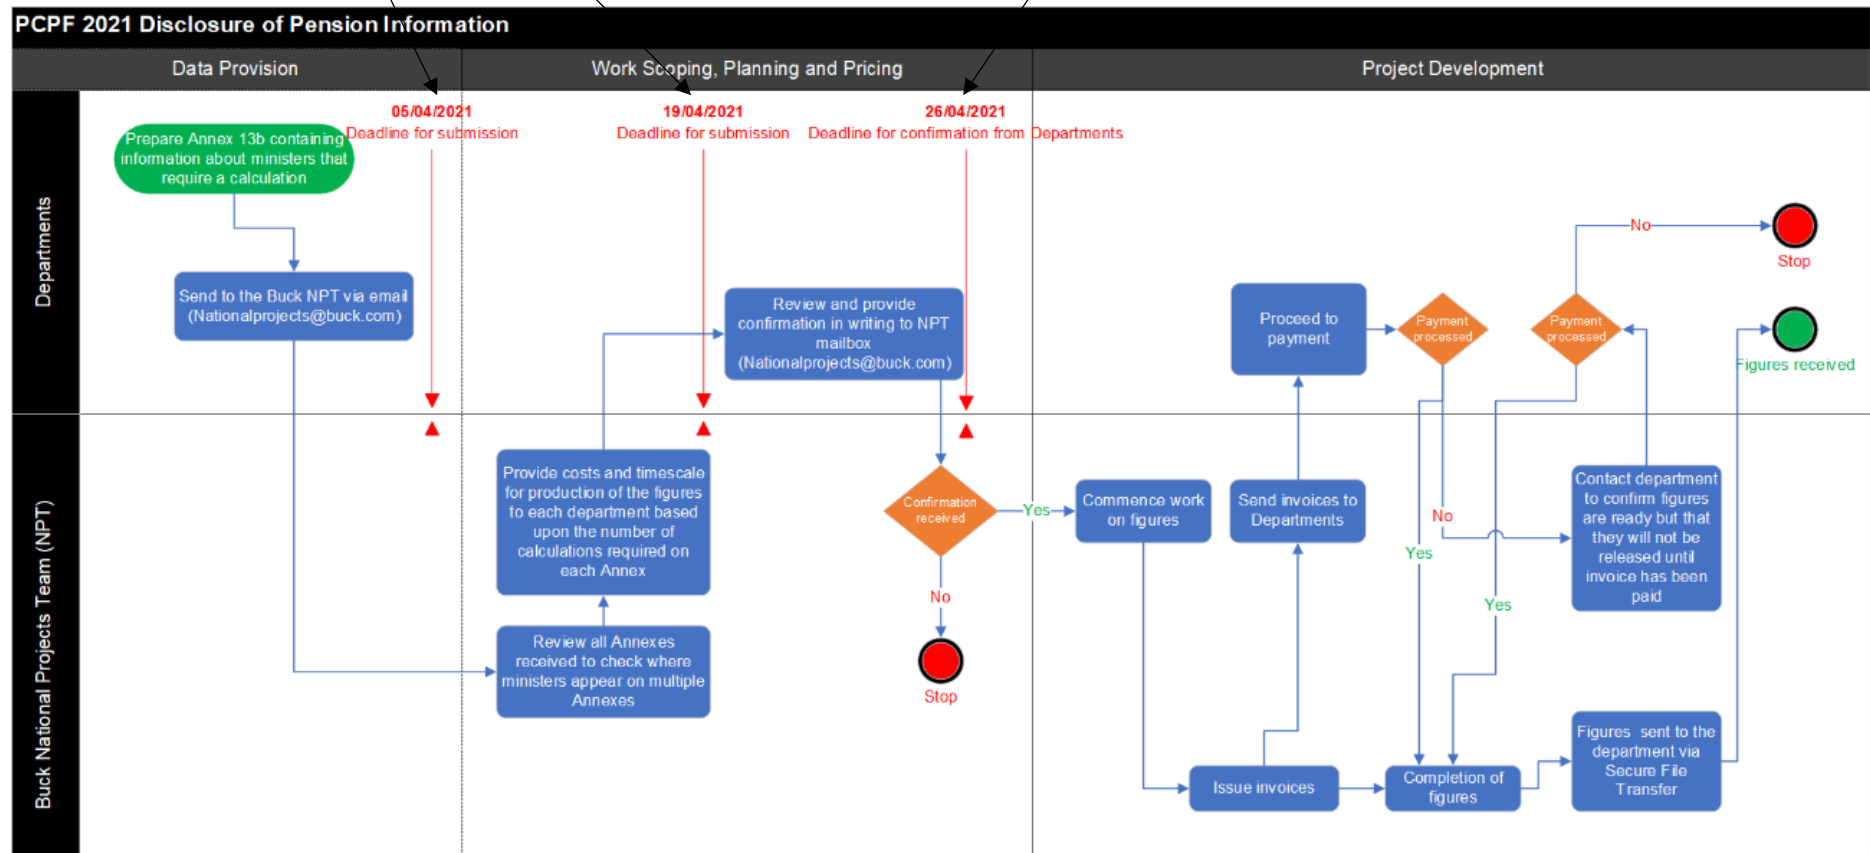 PCPF 2021 Disclosure of Pension Information
Data Provision
Work Scoping, Planning and Pricing
Project Development
Departments
Buck National Projects Team (NPT)
05/04/2021
Deadline for submission
19/04/2021
Deadline for submission
26/04/2021
Deadline for confirmation from Departments
Prepare Annex 13b containing
information about ministers that
require a calculation
Send to the Buck NPT via email
(Nationalprojects@buck.com)
Review all Annexes
received to check where
ministers appear on multiple
Annexes
Provide costs and timescale
for production of the figures
to each department based
upon the number of
calculations required on
each Annex
Review and provide
confirmation in writing to NPT
mailbox
(Nationalprojects@buck.com)
Confirmation
received
No
Stop
Yes
Commence work
on figures
Issue invoices
Send invoices to
Departments
Proceed to
payment
Payment
processed
Yes
No
Contact department
to confirm figures
are ready but that
they will not be
released until
invoice has been
paid
Payment
processed
No
Stop
Yes
Completion of
figures
Figures sent to the
department via
Secure File
Transfer
Figures received